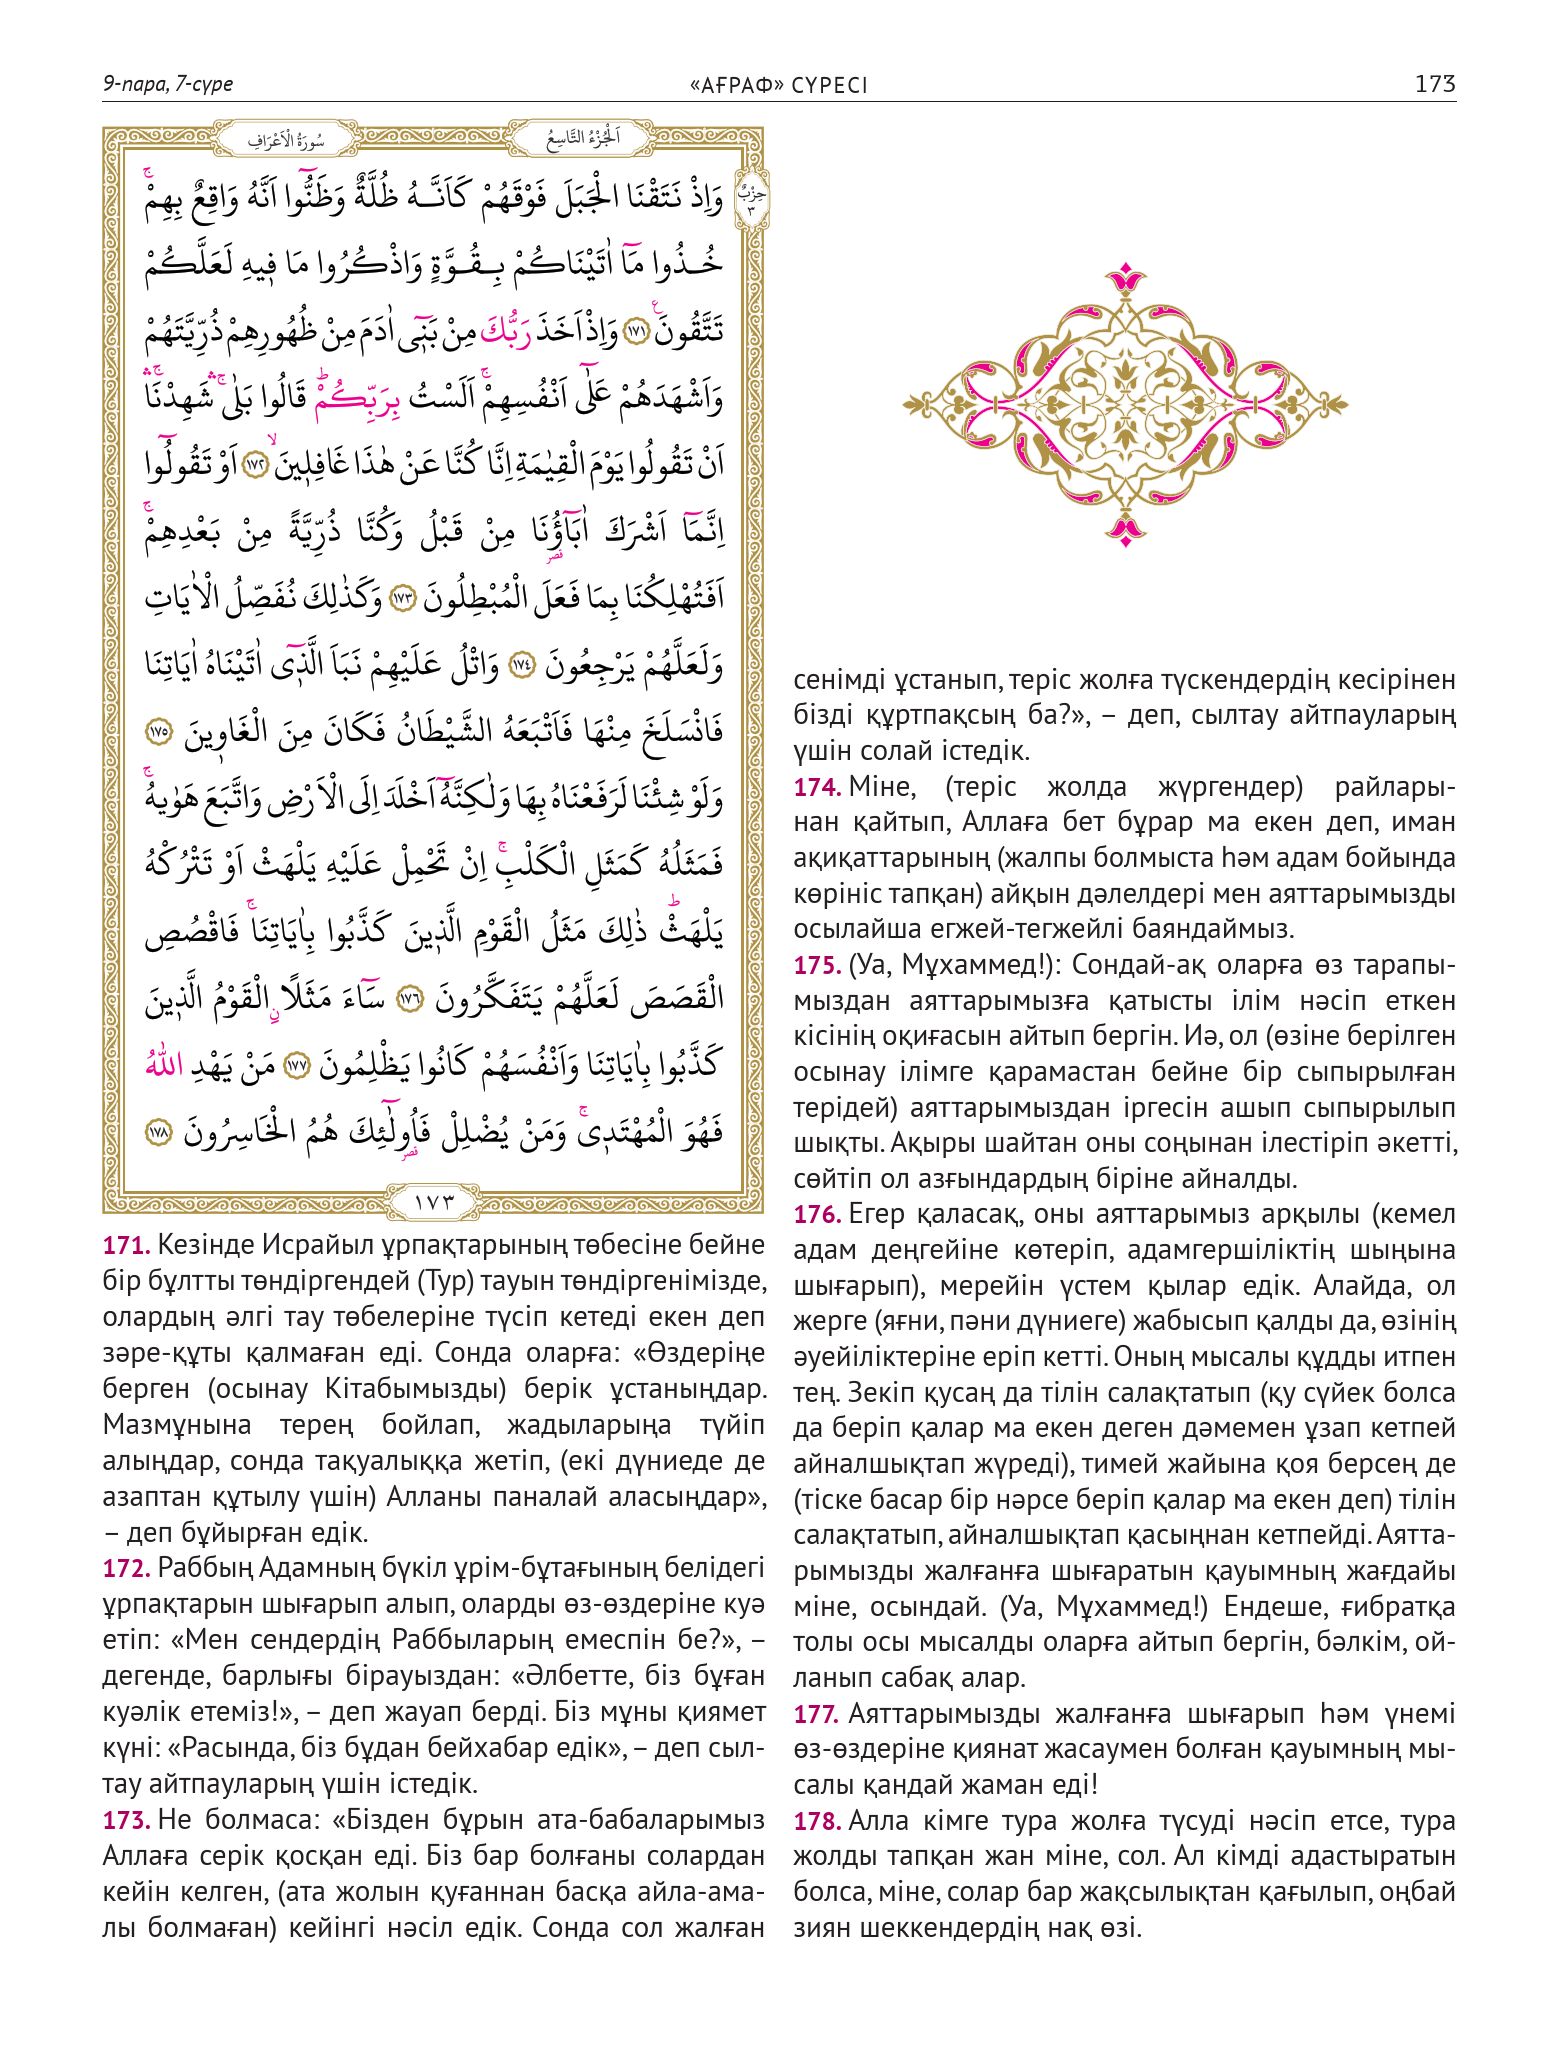 9-пара, 7-сүре
«АҒРАФ» СҮРЕСІ
173
اَلْجُزْءُ التَّاسِعُ
سُورَةُ الْاَعْرَافِ
حِزْبٌ
٣
وَاِذْ نَتَقْنَا الْجَبَلَ فَوْقَهُمْ كَاَنَّهُ ظُلَّةٌ وَظَنُّٓوا اَنَّهُ وَاقِعٌ بِهِمْۚ
خُذُوا مَٓا اٰتَيْنَاكُمْ بِقُوَّةٍ وَاذْكُرُوا مَا ف۪يهِ لَعَلَّكُمْ
تَتَّقُونَ ﴿١٧١﴾ وَاِذْ اَخَذَ رَبُّكَ مِنْ بَن۪ٓى اٰدَمَ مِنْ ظُهُورِهِمْ ذُرِّيَّتَهُمْ
وَاَشْهَدَهُمْ عَلٰٓى اَنْفُسِهِمْۚ اَلَسْتُ بِرَبِّكُمْۜ قَالُوا بَلٰىۚۛ شَهِدْنَاۚۛ
اَنْ تَقُولُوا يَوْمَ الْقِيٰمَةِ اِنَّا كُنَّا عَنْ هٰذَا غَافِل۪ينَۙ ﴿١٧٢﴾ اَوْ تَقُولُٓوا
اِنَّمَٓا اَشْرَكَ اٰبَٓاؤُ۬نَا مِنْ قَبْلُ وَكُنَّا ذُرِّيَّةً مِنْ بَعْدِهِمْۚ
اَفَتُهْلِكُنَا بِمَا فَعَلَ الْمُبْطِلُونَ ﴿١٧٣﴾ وَكَذٰلِكَ نُفَصِّلُ الْاٰيَاتِ
وَلَعَلَّهُمْ يَرْجِعُونَ ﴿١٧٤﴾ وَاتْلُ عَلَيْهِمْ نَبَاَ الَّذ۪ٓى اٰتَيْنَاهُ اٰيَاتِنَا
فَانْسَلَخَ مِنْهَا فَاَتْبَعَهُ الشَّيْطَانُ فَكَانَ مِنَ الْغَاو۪ينَ ﴿١٧٥﴾
وَلَوْ شِئْنَا لَرَفَعْنَاهُ بِهَا وَلٰكِنَّهُٓ اَخْلَدَ اِلَى الْاَرْضِ وَاتَّبَعَ هَوٰيهُۚ
فَمَثَلُهُ كَمَثَلِ الْكَلْبِۚ اِنْ تَحْمِلْ عَلَيْهِ يَلْهَثْ اَوْ تَتْرُكْهُ
يَلْهَثْۜ ذٰلِكَ مَثَلُ الْقَوْمِ الَّذ۪ينَ كَذَّبُوا بِاٰيَاتِنَاۚ فَاقْصُصِ
الْقَصَصَ لَعَلَّهُمْ يَتَفَكَّرُونَ ﴿١٧٦﴾ سَٓاءَ مَثَلًاۨ الْقَوْمُ الَّذ۪ينَ
كَذَّبُوا بِاٰيَاتِنَا وَاَنْفُسَهُمْ كَانُوا يَظْلِمُونَ ﴿١٧٧﴾ مَنْ يَهْدِ اللّٰهُ
فَهُوَ الْمُهْتَد۪ىۚ وَمَنْ يُضْلِلْ فَاُو۬لٰٓئِكَ هُمُ الْخَاسِرُونَ ﴿١٧٨﴾
١٧٣
171. Кезінде Исрайыл ұрпақтарының төбесіне бейне
бір бұлтты төндіргендей (Тур) тауын төндіргенімізде,
олардың әлгі тау төбелеріне түсіп кетеді екен деп
зәре-құты қалмаған еді. Сонда оларға: «Өздеріңе
берген (осынау Кітабымызды) берік ұстаныңдар.
Мазмұнына терең бойлап, жадыларыңа түйіп
алыңдар, сонда тақуалыққа жетіп, (екі дүниеде де
азаптан құтылу үшін) Алланы паналай аласыңдар»,
– деп бұйырған едік.
172. Раббың Адамның бүкіл ұрім-бұтағының белідегі
ұрпақтарын шығарып алып, оларды өз-өздеріне куә
етіп: «Мен сендердің Раббыларың емеспін бе?», –
дегенде, барлығы бірауыздан: «Әлбетте, біз бұған
куәлік етеміз!», – деп жауап берді. Біз мұны қиямет
күні: «Расында, біз бұдан бейхабар едік», – деп сыл-
тау айтпауларың үшін істедік.
173. Не болмаса: «Бізден бұрын ата-бабаларымыз
Аллаға серік қосқан еді. Біз бар болғаны солардан
кейін келген, (ата жолын қуғаннан басқа айла-ама-
лы болмаған) кейінгі нәсіл едік. Сонда сол жалған
сенімді ұстанып, теріс жолға түскендердің кесірінен
бізді құртпақсың ба?», – деп, сылтау айтпауларың
үшін солай істедік.
174. Міне, (теріс жолда жүргендер) райлары-
нан қайтып, Аллаға бет бұрар ма екен деп, иман
ақиқаттарының (жалпы болмыста һәм адам бойында
көрініс тапқан) айқын дәлелдері мен аяттарымызды
осылайша егжей-тегжейлі баяндаймыз.
175. (Уа, Мұхаммед!): Сондай-ақ оларға өз тарапы-
мыздан аяттарымызға қатысты ілім нәсіп еткен
кісінің оқиғасын айтып бергін. Иә, ол (өзіне берілген
осынау ілімге қарамастан бейне бір сыпырылған
терідей) аяттарымыздан іргесін ашып сыпырылып
шықты. Ақыры шайтан оны соңынан ілестіріп әкетті,
сөйтіп ол азғындардың біріне айналды.
176. Егер қаласақ, оны аяттарымыз арқылы (кемел
адам деңгейіне көтеріп, адамгершіліктің шыңына
шығарып), мерейін үстем қылар едік. Алайда, ол
жерге (яғни, пәни дүниеге) жабысып қалды да, өзінің
әуейіліктеріне еріп кетті. Оның мысалы құдды итпен
тең. Зекіп қусаң да тілін салақтатып (қу сүйек болса
да беріп қалар ма екен деген дәмемен ұзап кетпей
айналшықтап жүреді), тимей жайына қоя берсең де
(тіске басар бір нәрсе беріп қалар ма екен деп) тілін
салақтатып, айналшықтап қасыңнан кетпейді. Аятта-
рымызды жалғанға шығаратын қауымның жағдайы
міне, осындай. (Уа, Мұхаммед!) Ендеше, ғибратқа
толы осы мысалды оларға айтып бергін, бәлкім, ой-
ланып сабақ алар.
177. Аяттарымызды жалғанға шығарып һәм үнемі
өз-өздеріне қиянат жасаумен болған қауымның мы-
салы қандай жаман еді!
178. Алла кімге тура жолға түсуді нәсіп етсе, тура
жолды тапқан жан міне, сол. Ал кімді адастыратын
болса, міне, солар бар жақсылықтан қағылып, оңбай
зиян шеккендердің нақ өзі.